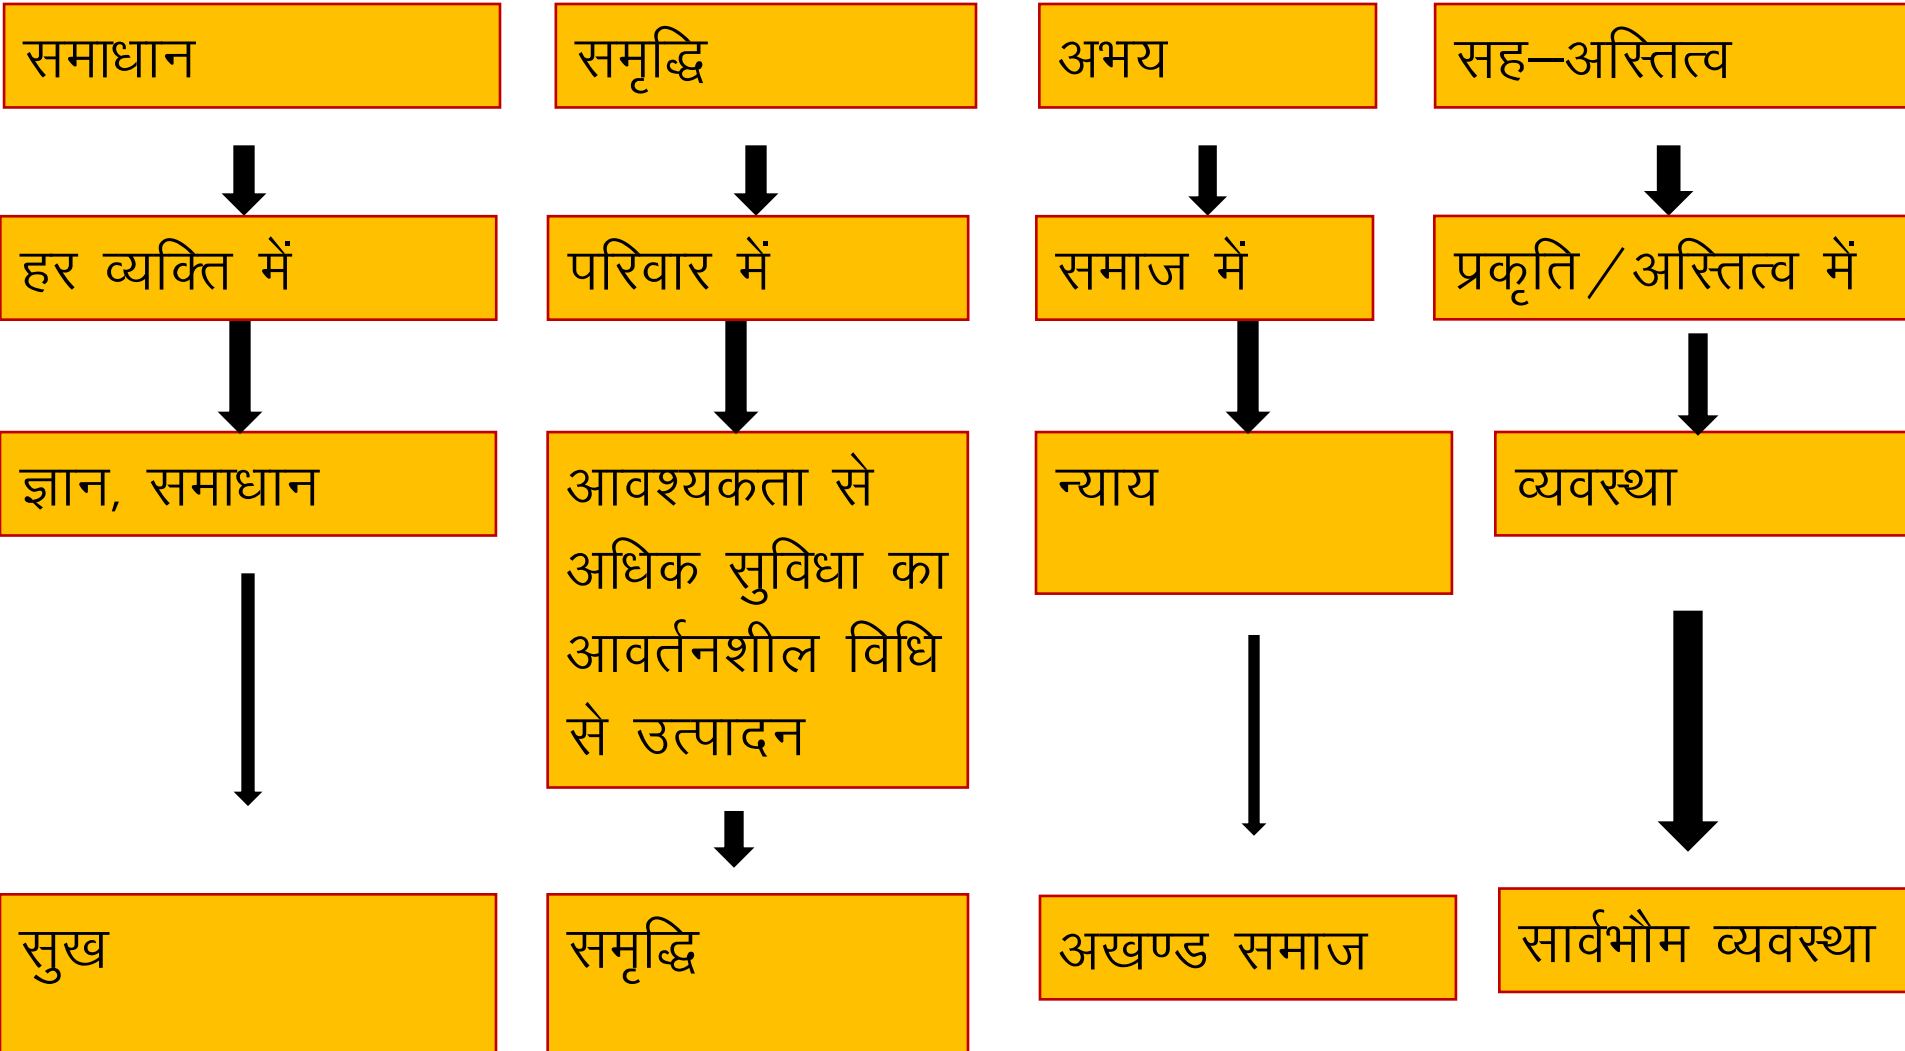 समाधान
समृद्धि
अभय
सह–अस्तित्व
हर व्यक्ति में
परिवार में
समाज में
प्रकृति/अस्तित्व में
ज्ञान, समाधान
आवश्यकता से
अधिक सुविधा का
आवर्तनशील विधि
से उत्पादन
न्याय
व्यवस्था
सुख
समृद्धि
अखण्ड समाज
सार्वभौम व्यवस्था